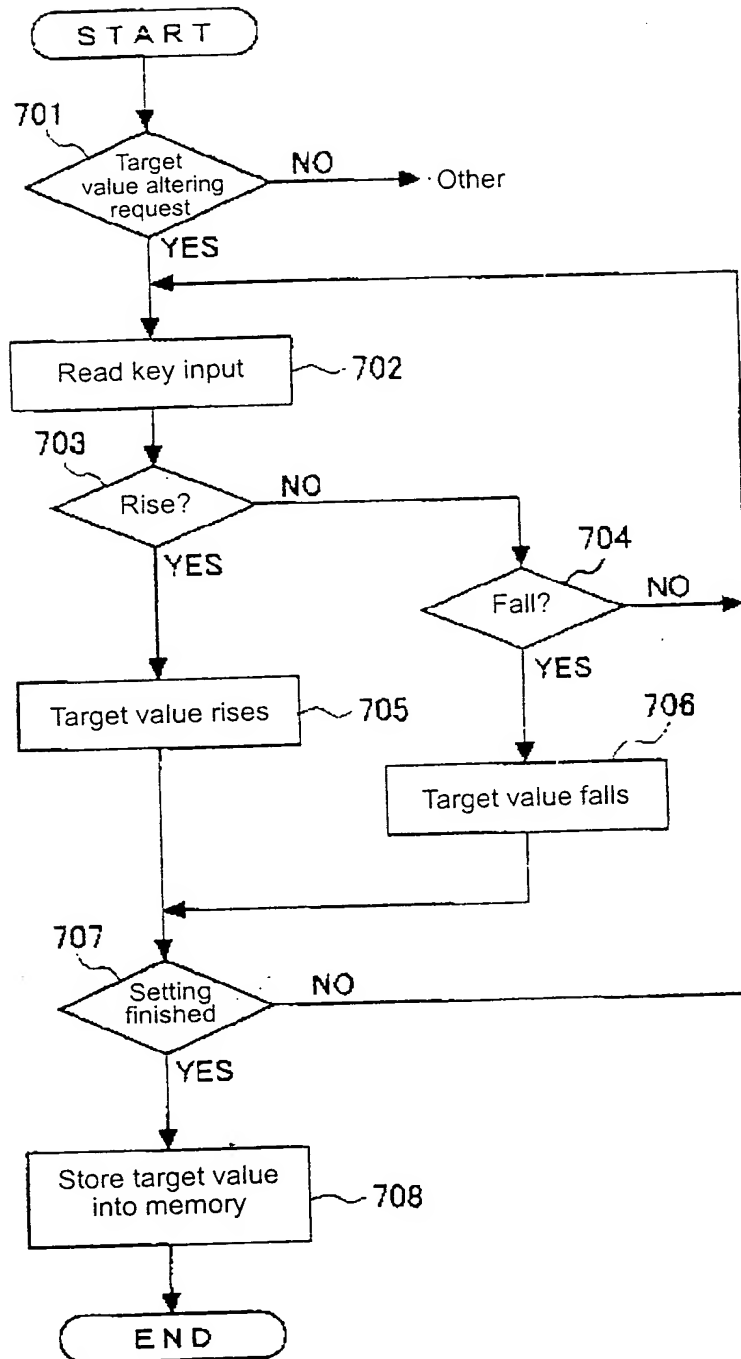 START
701
Target
value altering
request
NO
Other
YES
Read key input
702
703
Rise?
NO
YES
704
Fall?
NO
YES
Target value rises
705
706
Target value falls
707
Setting
finished
NO
YES
Store target value
into memory
708
END